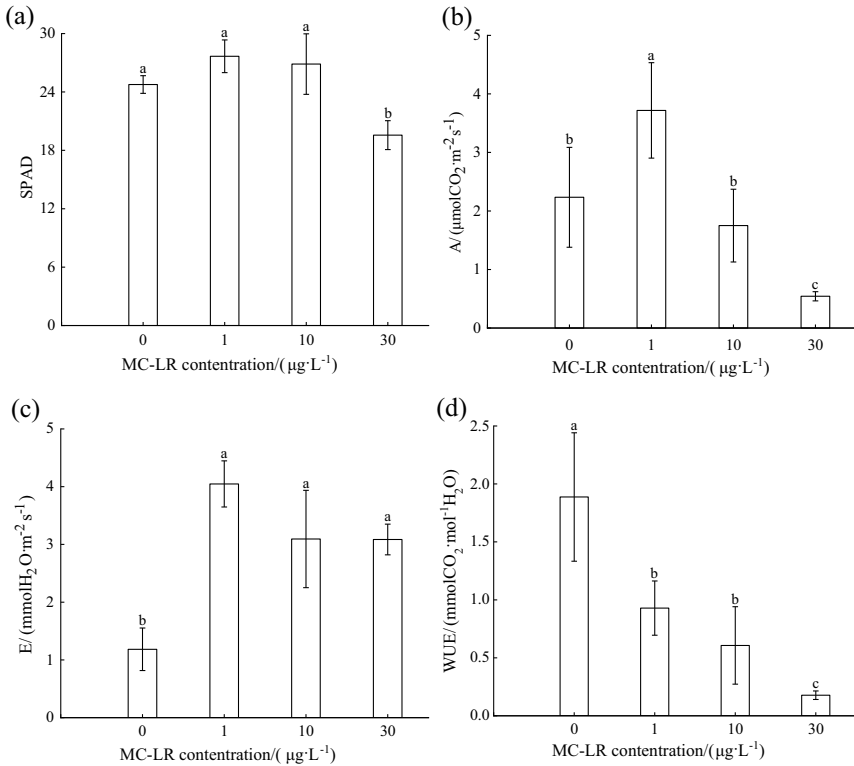 (a)
30
24
18
12
6
0
SPAD
a
a
a
b
0 1 10 30
MC-LR contentration/( μg·L⁻¹)
(b)
5
4
3
2
1
0
A/ (μmolCO₂·m⁻² s⁻¹)
b
a
b
c
0 1 10 30
MC-LR contentration/( μg·L⁻¹)
(c)
5
4
3
2
1
0
E/ (mmolH₂O·m⁻² s⁻¹)
b
a
a
a
0 1 10 30
MC-LR contentration/( μg·L⁻¹)
(d)
2.5
2.0
1.5
1.0
0.5
0.0
WUE/ (mmolCO₂·mol⁻¹H₂O)
a
b
b
c
0 1 10 30
MC-LR contentration/( μg·L⁻¹)